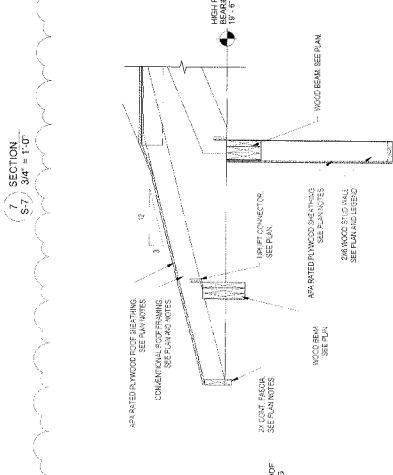 7
S-7
SECTION
3/4" = 1'-0"
HIGH
BEARI
19' - 6"
12
3
APA RATED PLYWOOD ROOF SHEATHING.
SEE PLAN NOTES.
CONVENTIONAL ROOF FRAMING.
SEE PLAN AND NOTES.
UPLIFT CONNECTOR.
SEE PLAN.
WOOD BEAM. SEE PLAN.
APA RATED PLYWOOD SHEATHING
SEE PLAN NOTES
2X6 WOOD STUD WALL
SEE PLAN AND LEGEND
WOOD BEAM
SEE PLAN
2X CONT. FASCIA.
SEE PLAN NOTES.
OF